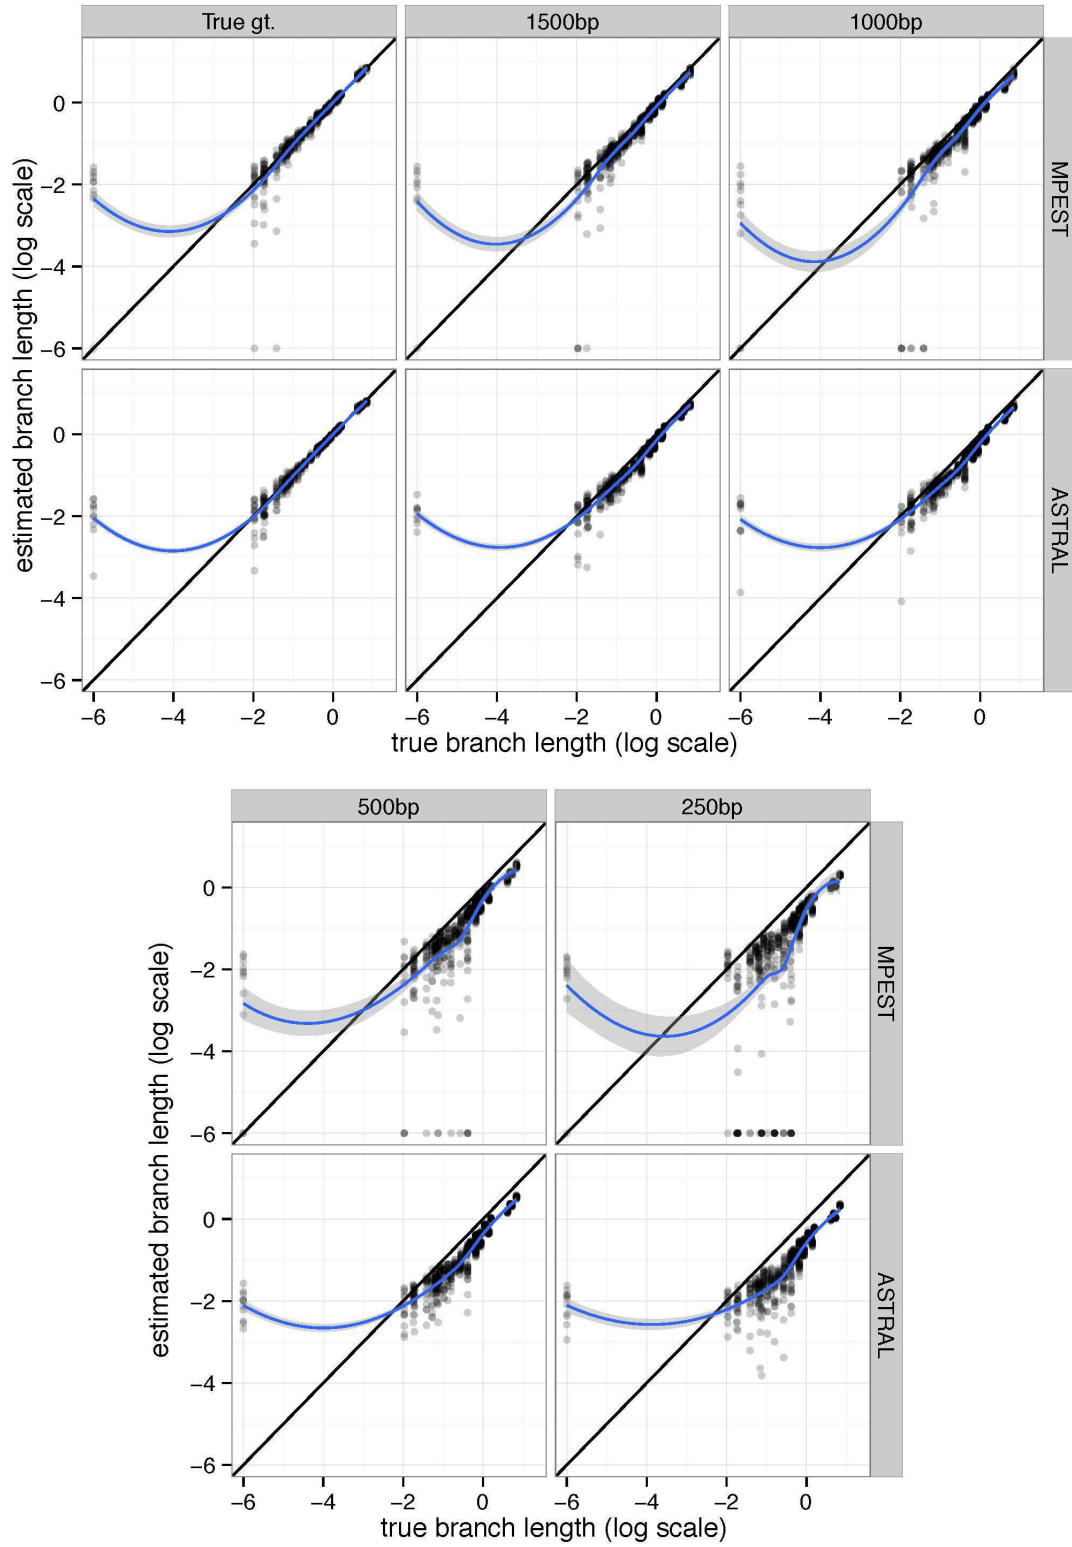 True gt. 1500bp 1000bp
0
−2
−4
−6
MPEST
0
−2
−4
−6
ASTRAL
estimated branch length (log scale)
−6 −4 −2 0 −6 −4 −2 0 −6 −4 −2 0
true branch length (log scale)
500bp 250bp
0
−2
−4
−6
MPEST
0
−2
−4
−6
ASTRAL
estimated branch length (log scale)
−6 −4 −2 0 −6 −4 −2 0
true branch length (log scale)